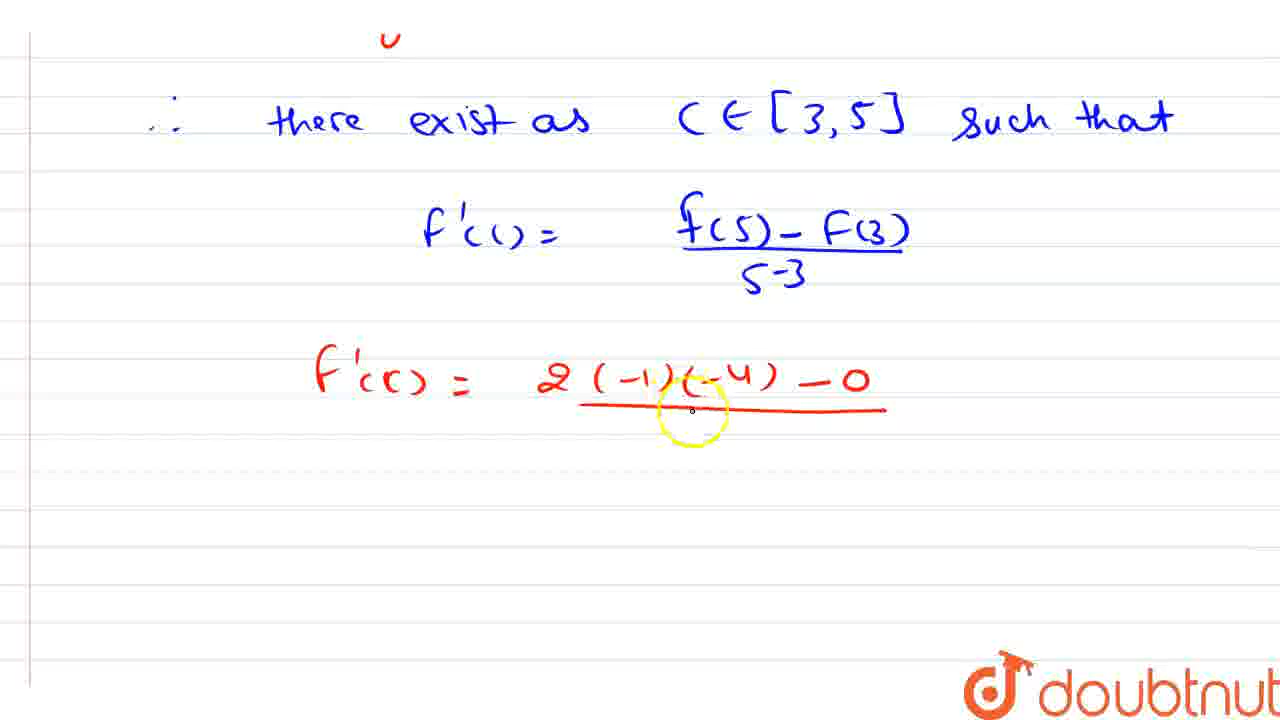 ∴ there exist as C ∈ [3,5] such that
f'(c) = f(5) - F(3)
5-3
f'(c) = 2(-1)(-4) - 0
doubtnut